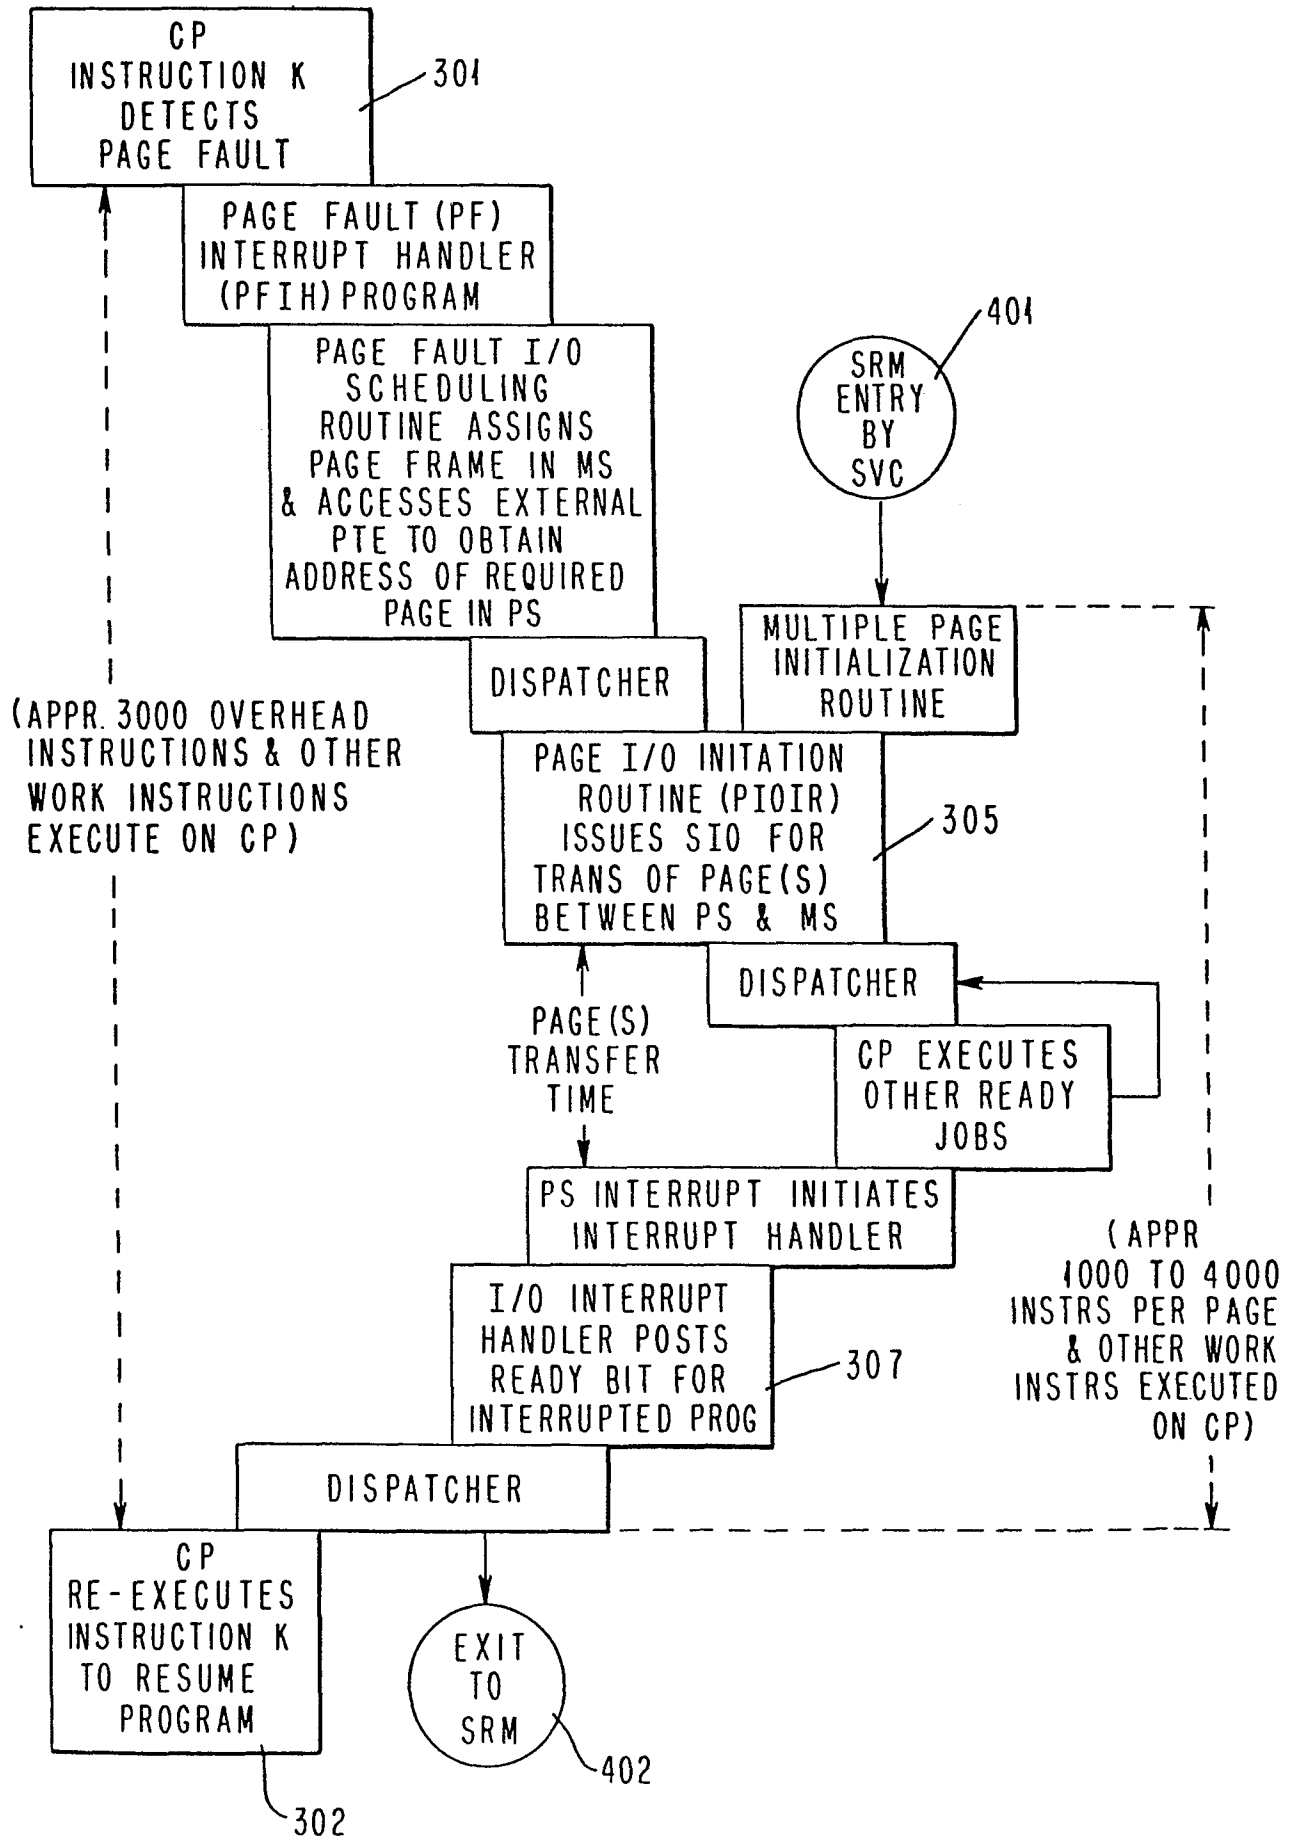 CP
INSTRUCTION K
DETECTS
PAGE FAULT
301
PAGE FAULT (PF)
INTERRUPT HANDLER
(PFIH) PROGRAM
PAGE FAULT I/O
SCHEDULING
ROUTINE ASSIGNS
PAGE FRAME IN MS
& ACCESSES EXTERNAL
PTE TO OBTAIN
ADDRESS OF REQUIRED
PAGE IN PS
401
SRM
ENTRY
BY
SVC
DISPATCHER
MULTIPLE PAGE
INITIALIZATION
ROUTINE
(APPR. 3000 OVERHEAD
INSTRUCTIONS & OTHER
WORK INSTRUCTIONS
EXECUTE ON CP)
PAGE I/O INITATION
ROUTINE (PIOIR)
ISSUES SIO FOR
TRANS OF PAGE(S)
BETWEEN PS & MS
305
DISPATCHER
PAGE(S)
TRANSFER
TIME
CP EXECUTES
OTHER READY
JOBS
PS INTERRUPT INITIATES
INTERRUPT HANDLER
(APPR
1000 TO 4000
INSTRS PER PAGE
& OTHER WORK
INSTRS EXECUTED
ON CP)
I/O INTERRUPT
HANDLER POSTS
READY BIT FOR
INTERRUPTED PROG
307
DISPATCHER
CP
RE-EXECUTES
INSTRUCTION K
TO RESUME
PROGRAM
302
EXIT
TO
SRM
402